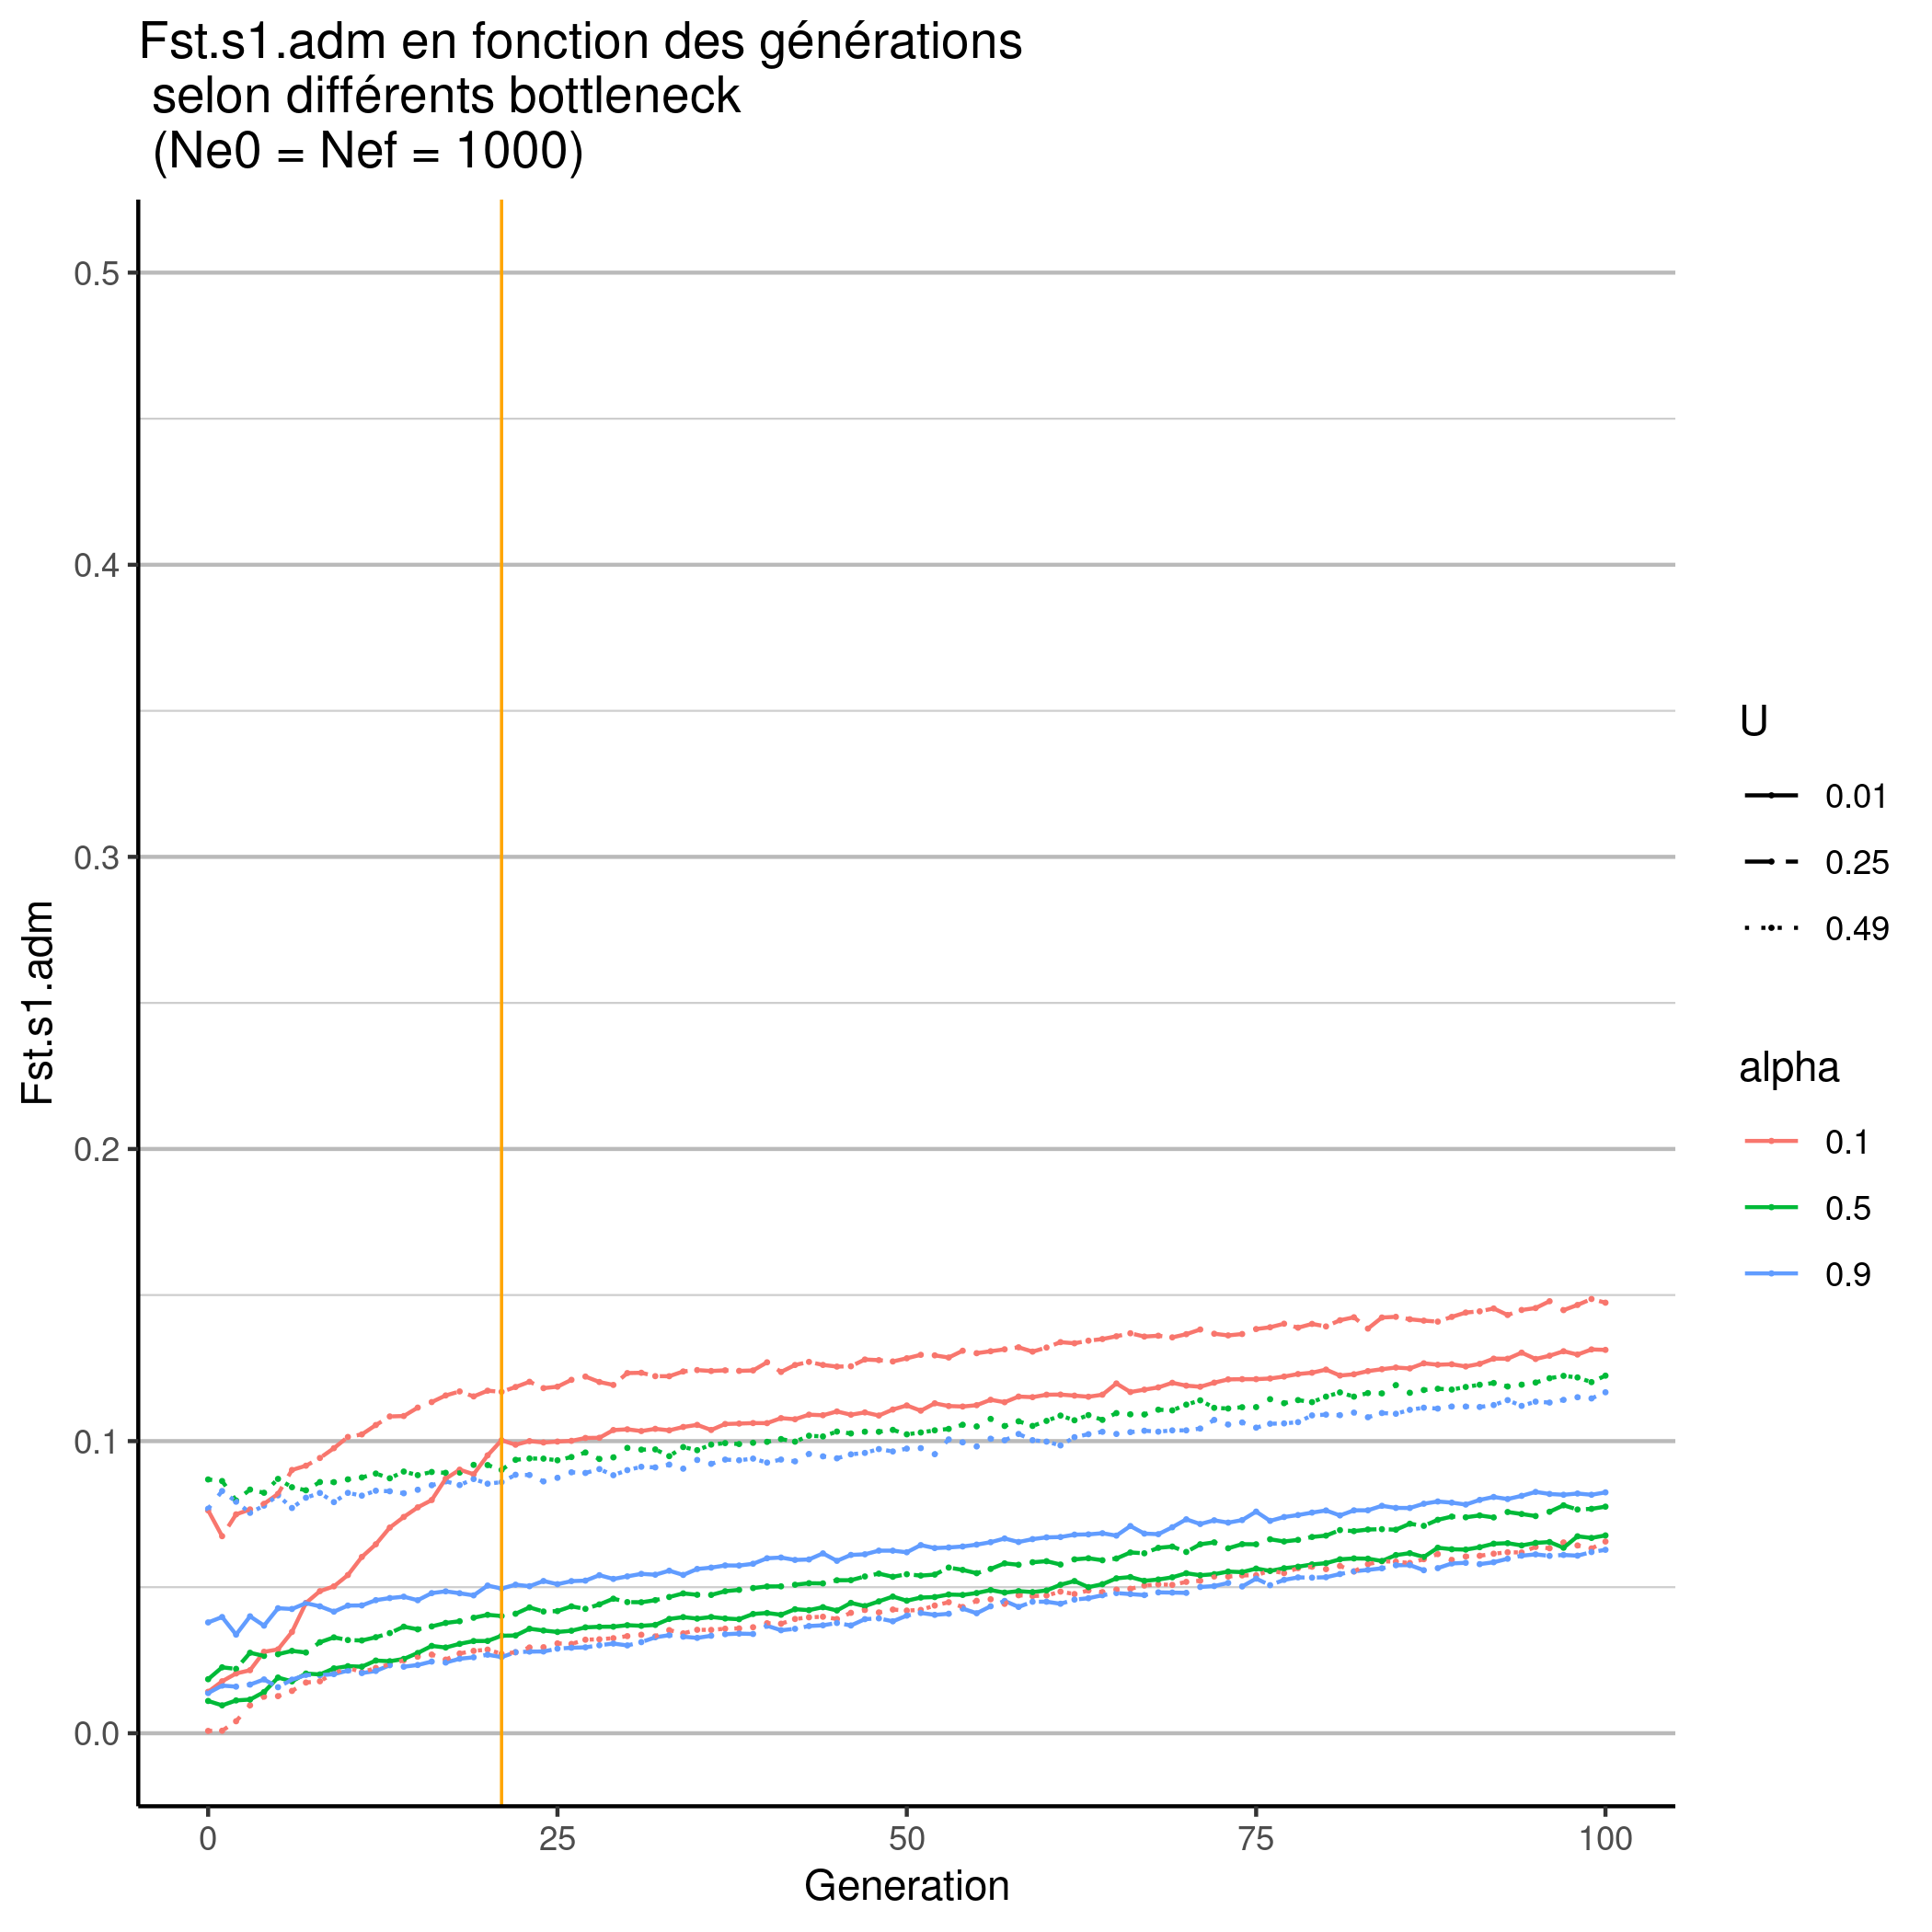 Fst.s1.adm en fonction des générations
selon différents bottleneck
(Ne0 = Nef = 1000)
Fst.s1.adm
0.5
0.4
0.3
0.2
0.1
0.0
0
25
50
75
100
Generation
U
0.01
0.25
0.49
alpha
0.1
0.5
0.9